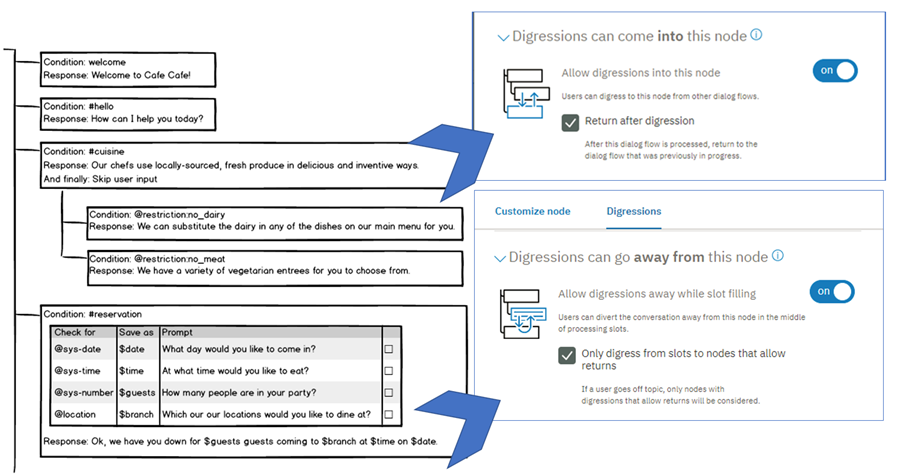 Condition: welcome
Response: Welcome to Cafe Cafe!
Condition: #hello
Response: How can I help you today?
Condition: #cuisine
Response: Our chefs use locally-sourced, fresh produce in delicious and inventive ways.
And finally: Skip user input
Condition: @restriction:no_dairy
Response: We can substitute the dairy in any of the dishes on our main menu for you.
Condition: @restriction:no_meat
Response: We have a variety of vegetarian entrees for you to choose from.
Condition: #reservation
Check for Save as Prompt
@sys-date $date What day would you like to come in?
@sys-time $time At what time would you like to eat?
@sys-number $guests How many people are in your party?
@location $branch Which our our locations would you like to dine at?
Response: Ok, we have you down for $guests guests coming to $branch at $time on $date.
Digressions can come into this node
on
Allow digressions into this node
Users can digress to this node from other dialog flows.
Return after digression
After this dialog flow is processed, return to the
dialog flow that was previously in progress.
Customize node Digressions
Digressions can go away from this node
on
Allow digressions away while slot filling
Users can divert the conversation away from this node in the middle
of processing slots.
Only digress from slots to nodes that allow
returns
If a user goes off topic, only nodes with
digressions that allow returns will be considered.